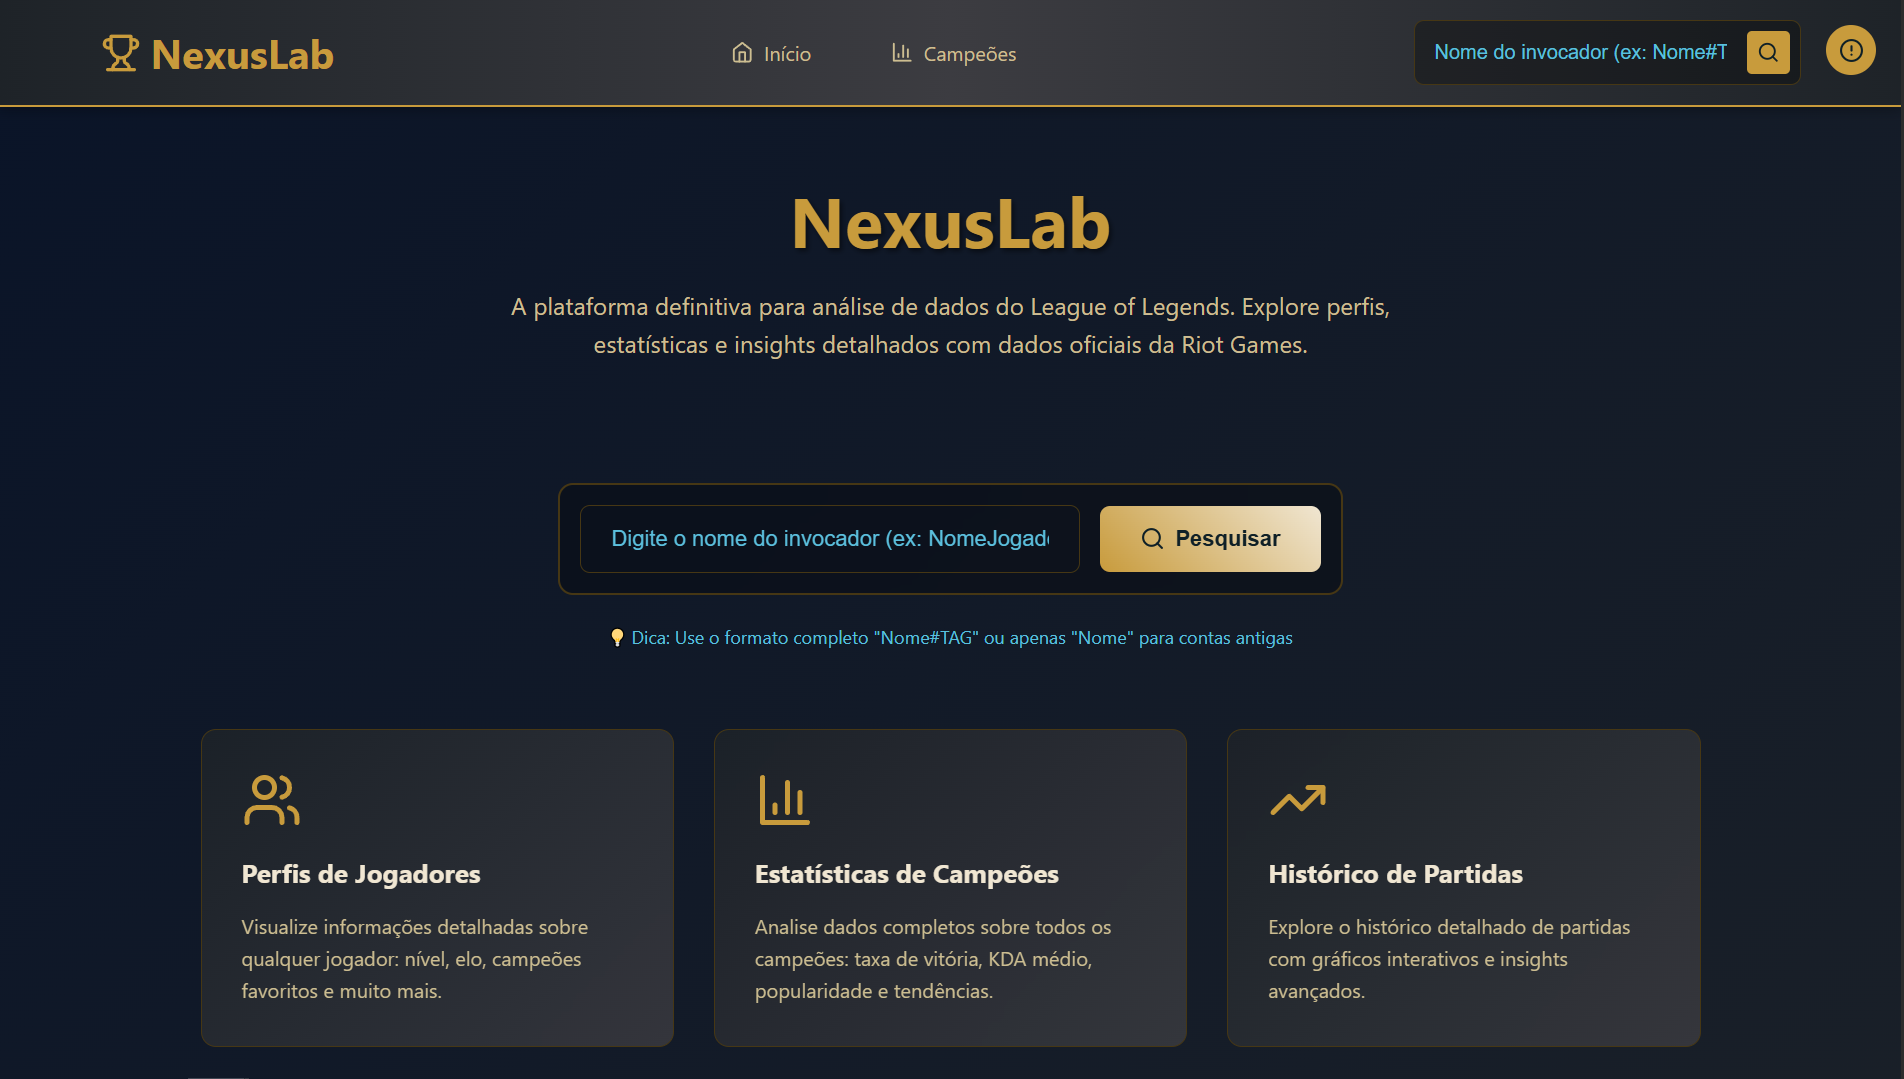 NexusLab
Início
Campeões
Nome do invocador (ex: Nome#T
NexusLab
A plataforma definitiva para análise de dados do League of Legends. Explore perfis,
estatísticas e insights detalhados com dados oficiais da Riot Games.
Digite o nome do invocador (ex: NomeJogad
Pesquisar
Dica: Use o formato completo "Nome#TAG" ou apenas "Nome" para contas antigas
Perfis de Jogadores
Visualize informações detalhadas sobre
qualquer jogador: nível, elo, campeões
favoritos e muito mais.
Estatísticas de Campeões
Analise dados completos sobre todos os
campeões: taxa de vitória, KDA médio,
popularidade e tendências.
Histórico de Partidas
Explore o histórico detalhado de partidas
com gráficos interativos e insights
avançados.